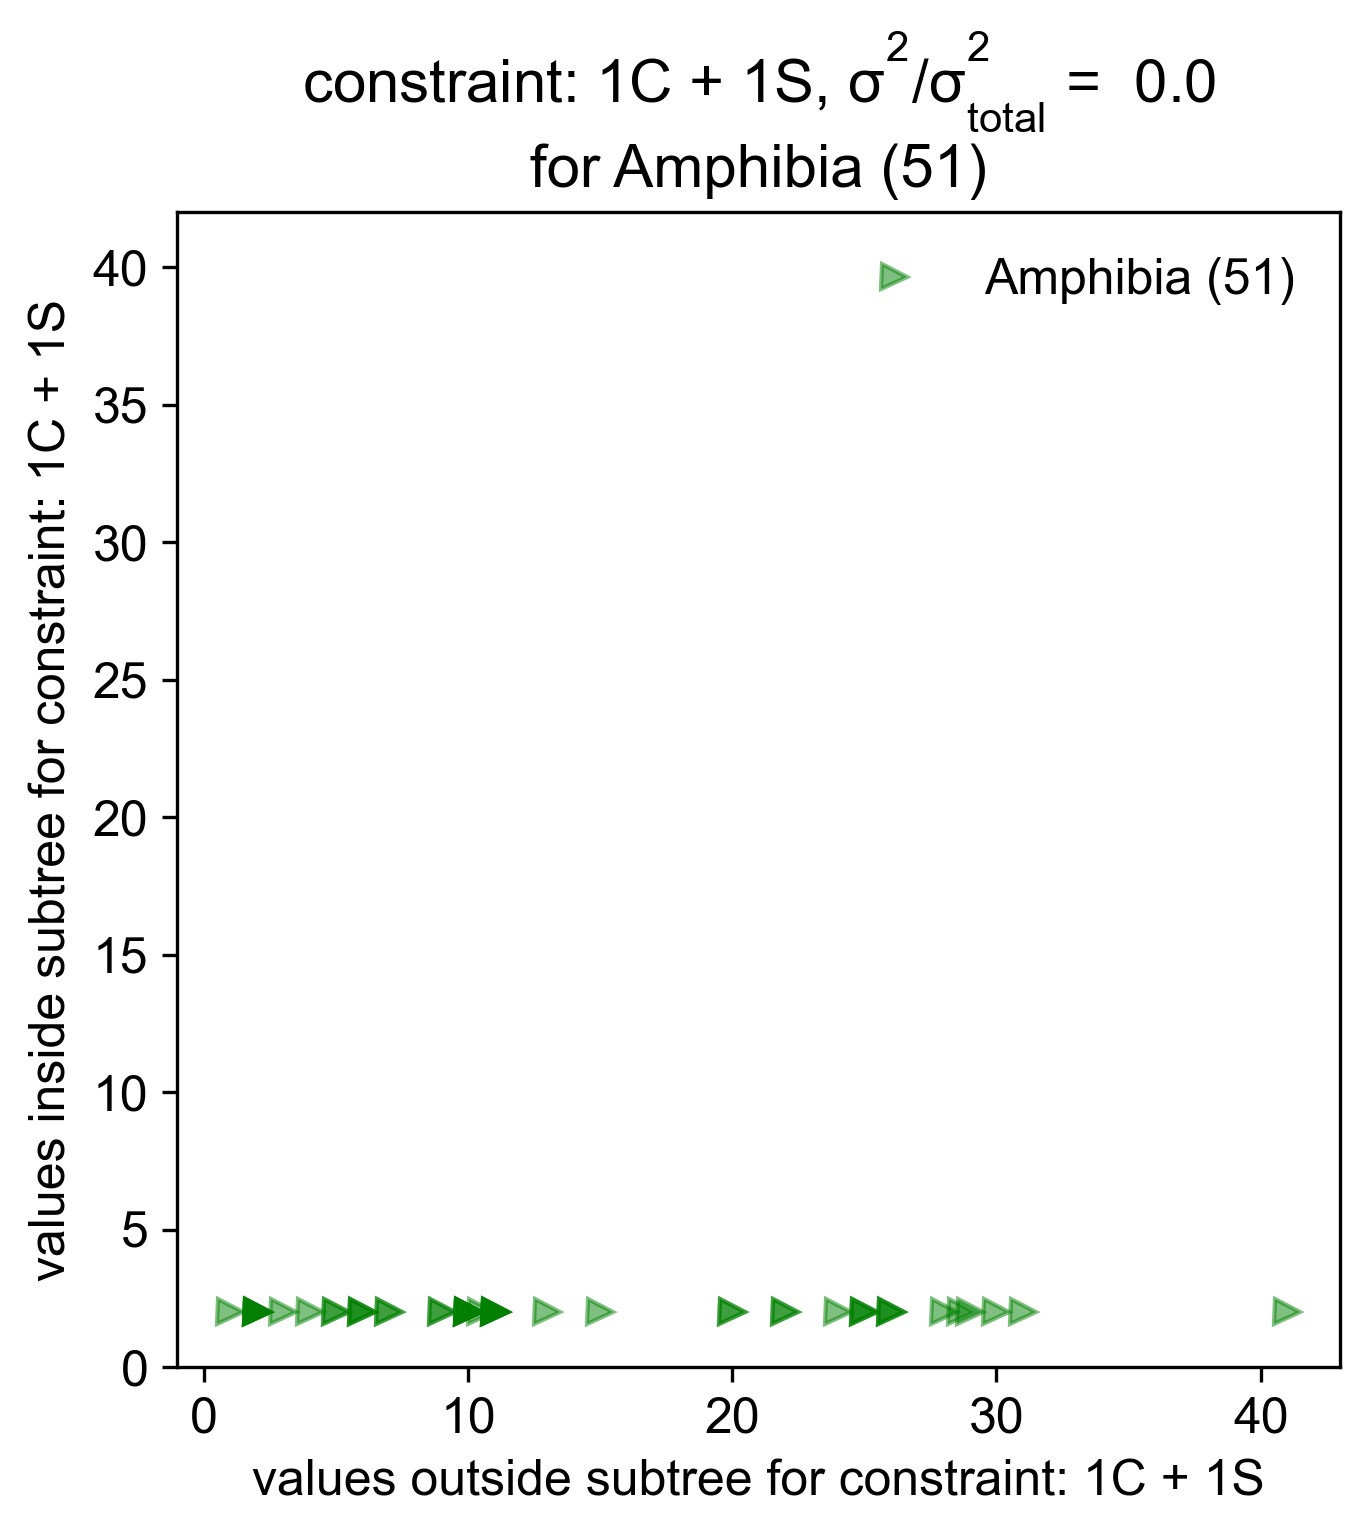 constraint: 1C + 1S, σ²/σ²total = 0.0
for Amphibia (51)
Amphibia (51)
values inside subtree for constraint: 1C + 1S
40
35
30
25
20
15
10
5
0
0 10 20 30 40
values outside subtree for constraint: 1C + 1S